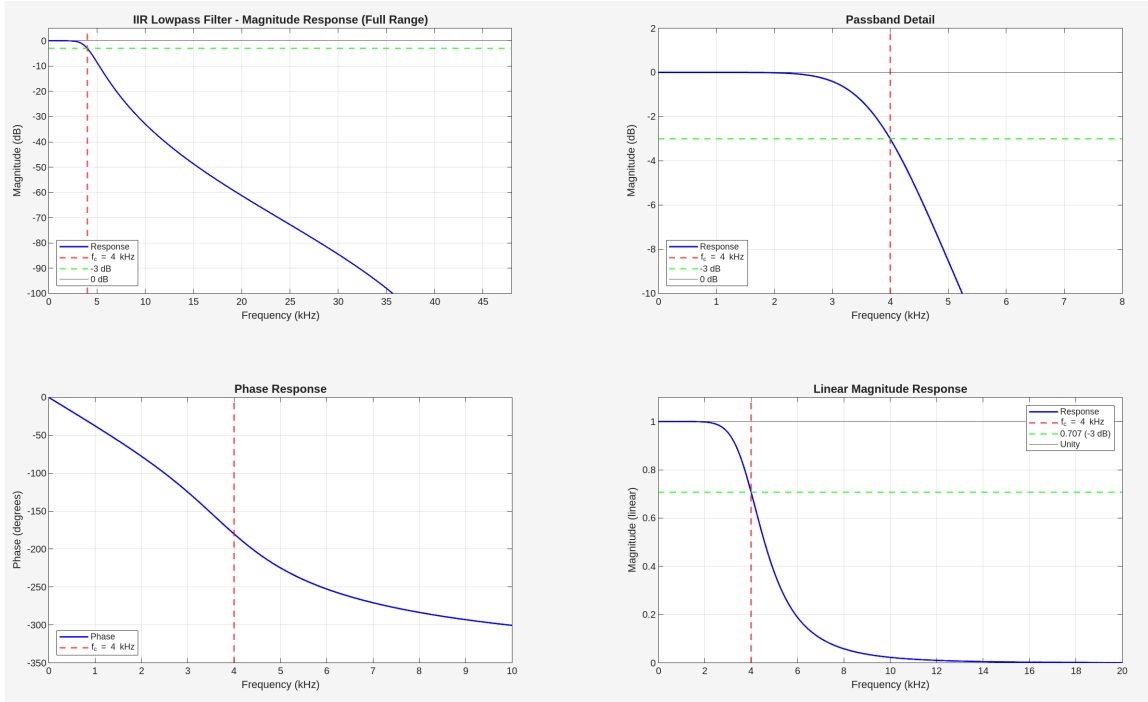 IIR Lowpass Filter - Magnitude Response (Full Range)
0
-10
-20
-30
-40
-50
-60
-70
-80
-90
-100
Magnitude (dB)
Response
f_c = 4 kHz
-3 dB
0 dB
0 5 10 15 20 25 30 35 40 45
Frequency (kHz)
Passband Detail
2
0
-2
-4
-6
-8
-10
Magnitude (dB)
Response
f_c = 4 kHz
-3 dB
0 dB
0 1 2 3 4 5 6 7 8
Frequency (kHz)
Phase Response
0
-50
-100
-150
-200
-250
-300
-350
Phase (degrees)
Phase
f_c = 4 kHz
0 1 2 3 4 5 6 7 8 9 10
Frequency (kHz)
Linear Magnitude Response
1
0.8
0.6
0.4
0.2
0
Magnitude (linear)
Response
f_c = 4 kHz
0.707 (-3 dB)
Unity
0 2 4 6 8 10 12 14 16 18 20
Frequency (kHz)